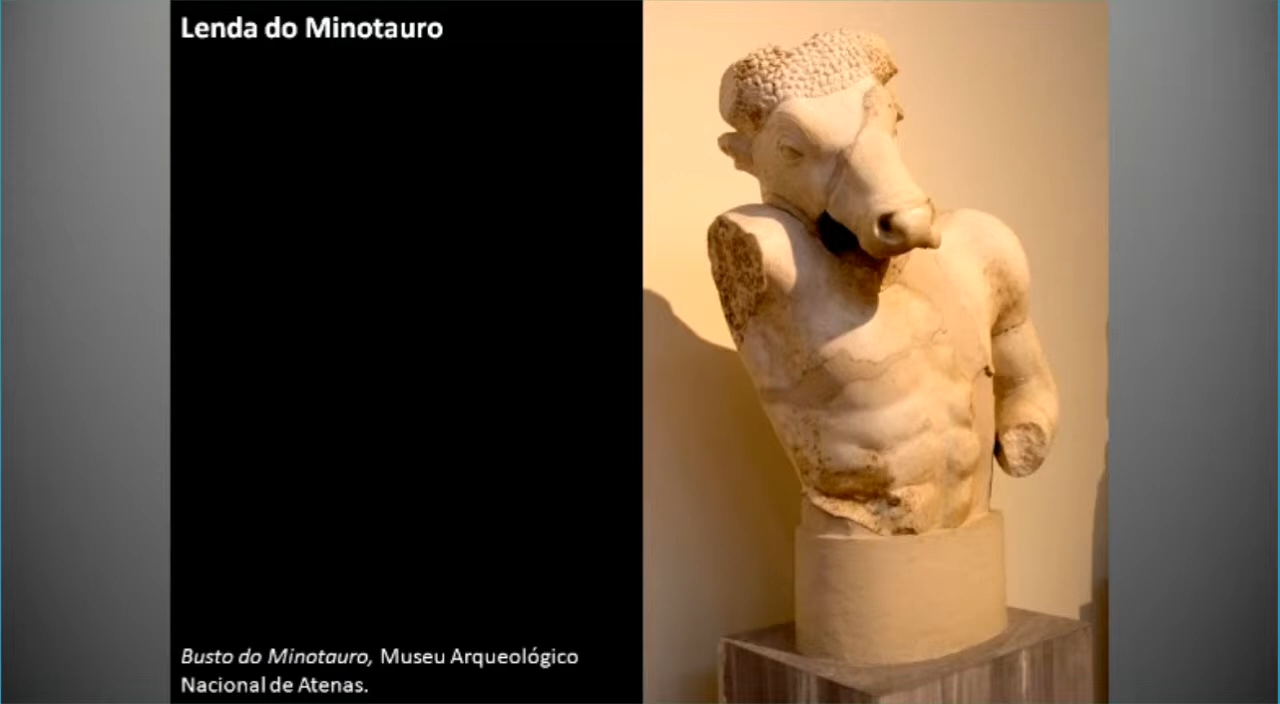 Lenda do Minotauro
Busto do Minotauro, Museu Arqueológico
Nacional de Atenas.